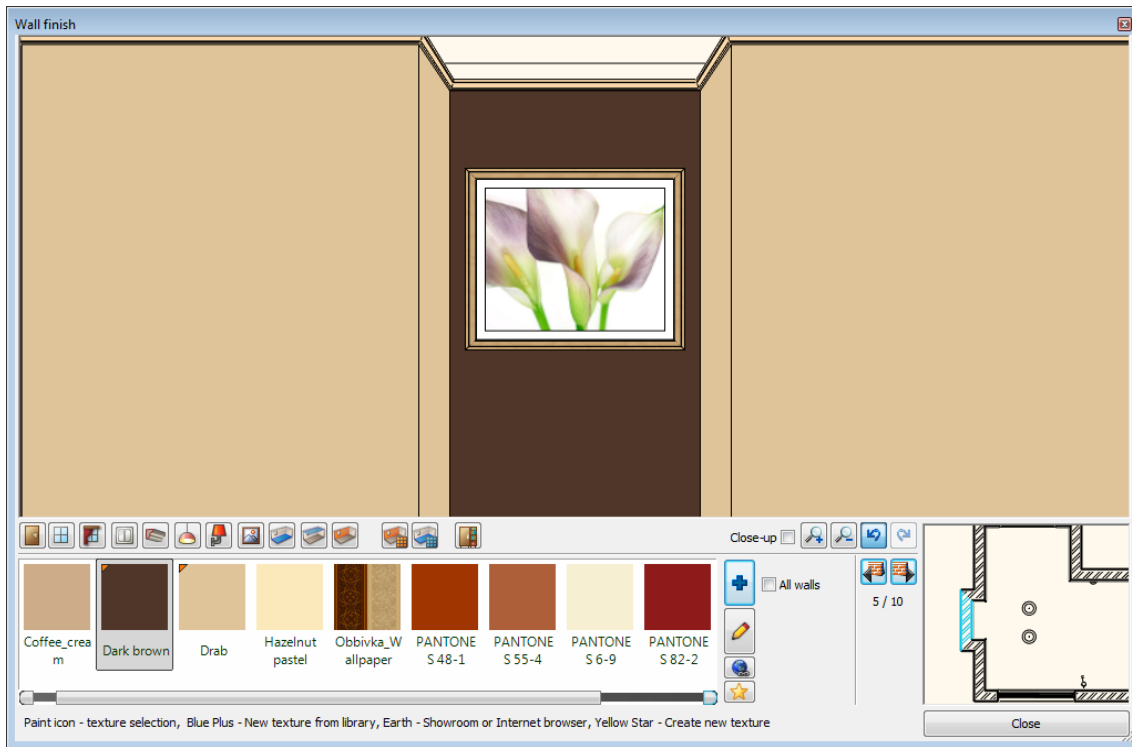 Wall finish
Close-up
Coffee_crea
m
Dark brown
Drab
Hazelnut
pastel
Obbivka_W
allpaper
PANTONE
S 48-1
PANTONE
S 55-4
PANTONE
S 6-9
PANTONE
S 82-2
All walls
5 / 10
Paint icon - texture selection, Blue Plus - New texture from library, Earth - Showroom or Internet browser, Yellow Star - Create new texture
Close